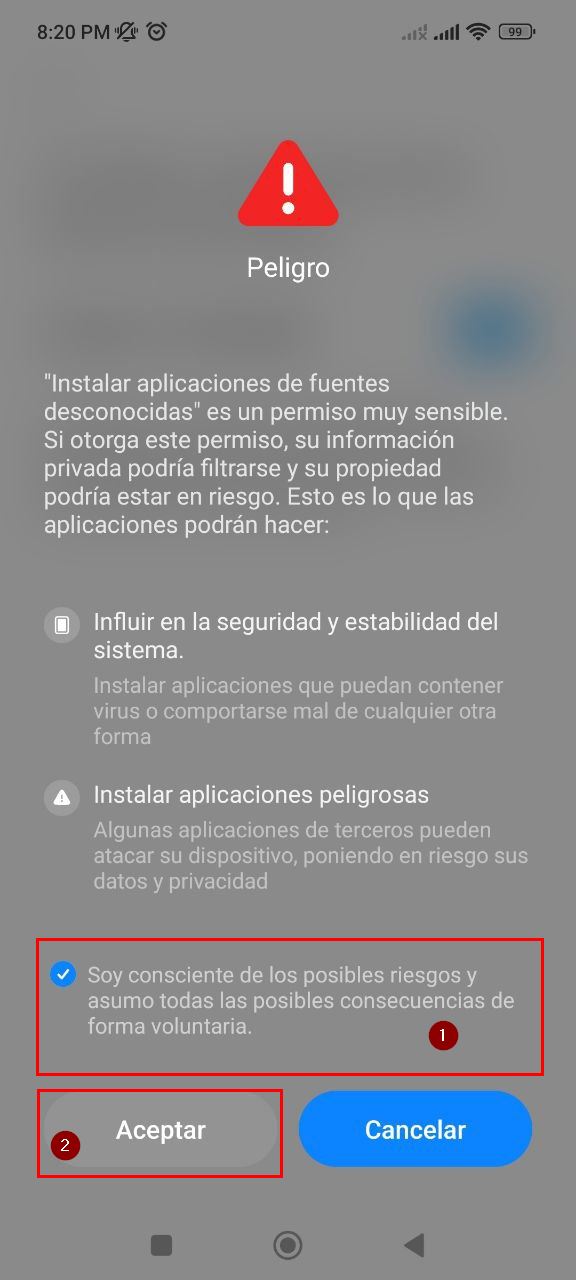 8:20 PM
99
Peligro
"Instalar aplicaciones de fuentes
desconocidas" es un permiso muy sensible.
Si otorga este permiso, su información
privada podría filtrarse y su propiedad
podría estar en riesgo. Esto es lo que las
aplicaciones podrán hacer:
Influir en la seguridad y estabilidad del
sistema.
Instalar aplicaciones que puedan contener
virus o comportarse mal de cualquier otra
forma
Instalar aplicaciones peligrosas
Algunas aplicaciones de terceros pueden
atacar su dispositivo, poniendo en riesgo sus
datos y privacidad
Soy consciente de los posibles riesgos y
asumo todas las posibles consecuencias de
forma voluntaria.
1
Aceptar
2
Cancelar